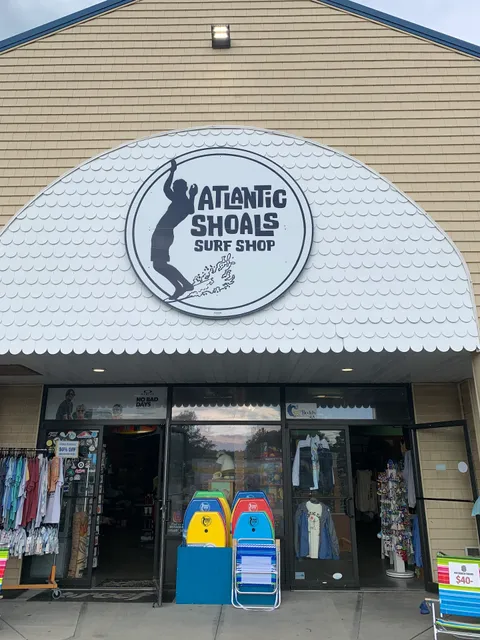 ATLANTIC
SHOALS
SURF SHOP
NO BAD
DAYS
$40-